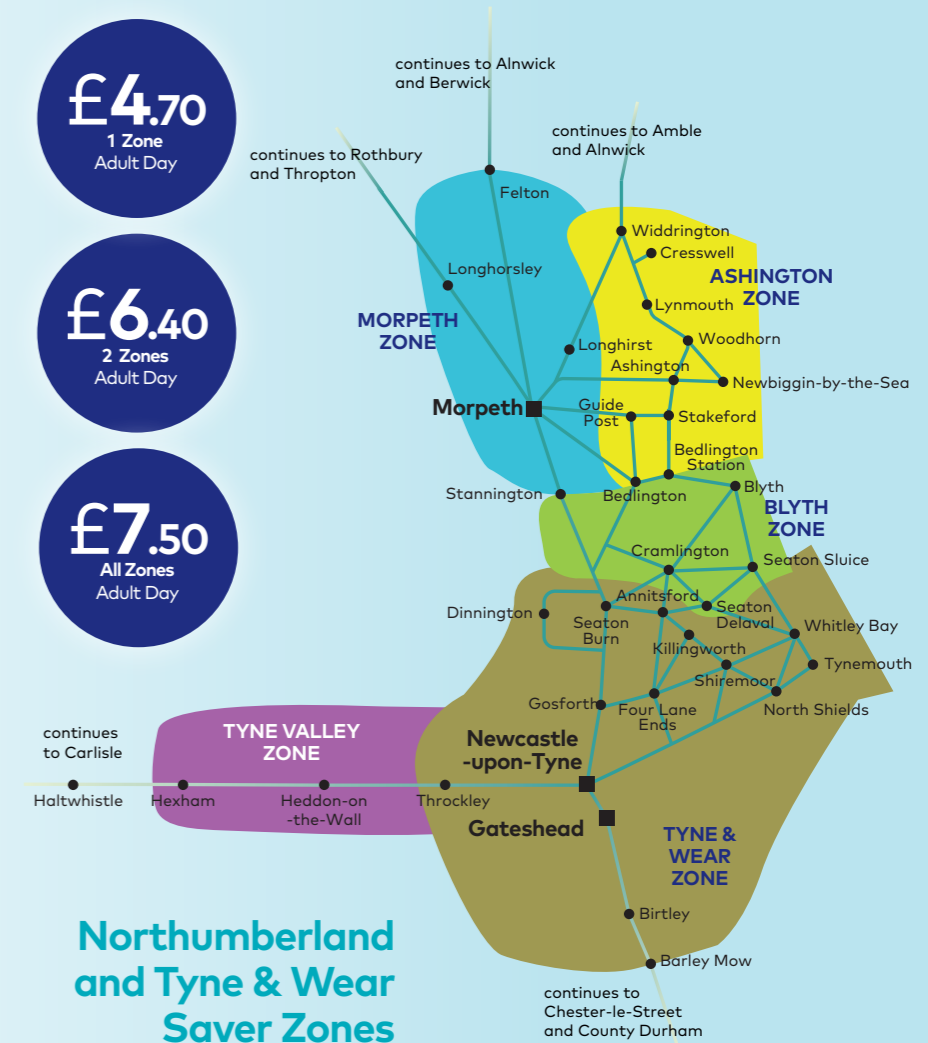 £4.70
1 Zone
Adult Day
£6.40
2 Zones
Adult Day
£7.50
All Zones
Adult Day
continues to Alnwick
and Berwick
continues to Amble
and Alnwick
continues to Rothbury
and Thropton
Felton
Widdrington
Cresswell
Longhorsley
ASHINGTON
ZONE
Lynmouth
MORPETH
ZONE
Woodhorn
Longhirst
Ashington
Newbiggin-by-the-Sea
Morpeth
Guide
Post
Stakeford
Bedlington
Station
Stannington
Bedlington
Blyth
BLYTH
ZONE
Cramlington
Seaton Sluice
Dinnington
Annitsford
Seaton
Burn
Seaton
Delaval
Whitley Bay
Killingworth
Tynemouth
Shiremoor
Gosforth
Four Lane
Ends
North Shields
continues
to Carlisle
TYNE VALLEY
ZONE
Newcastle
-upon-Tyne
Haltwhistle
Hexham
Heddon-on
-the-Wall
Throckley
Gateshead
TYNE &
WEAR
ZONE
Birtley
Barley Mow
Northumberland
and Tyne & Wear
Saver Zones
continues to
Chester-le-Street
and County Durham